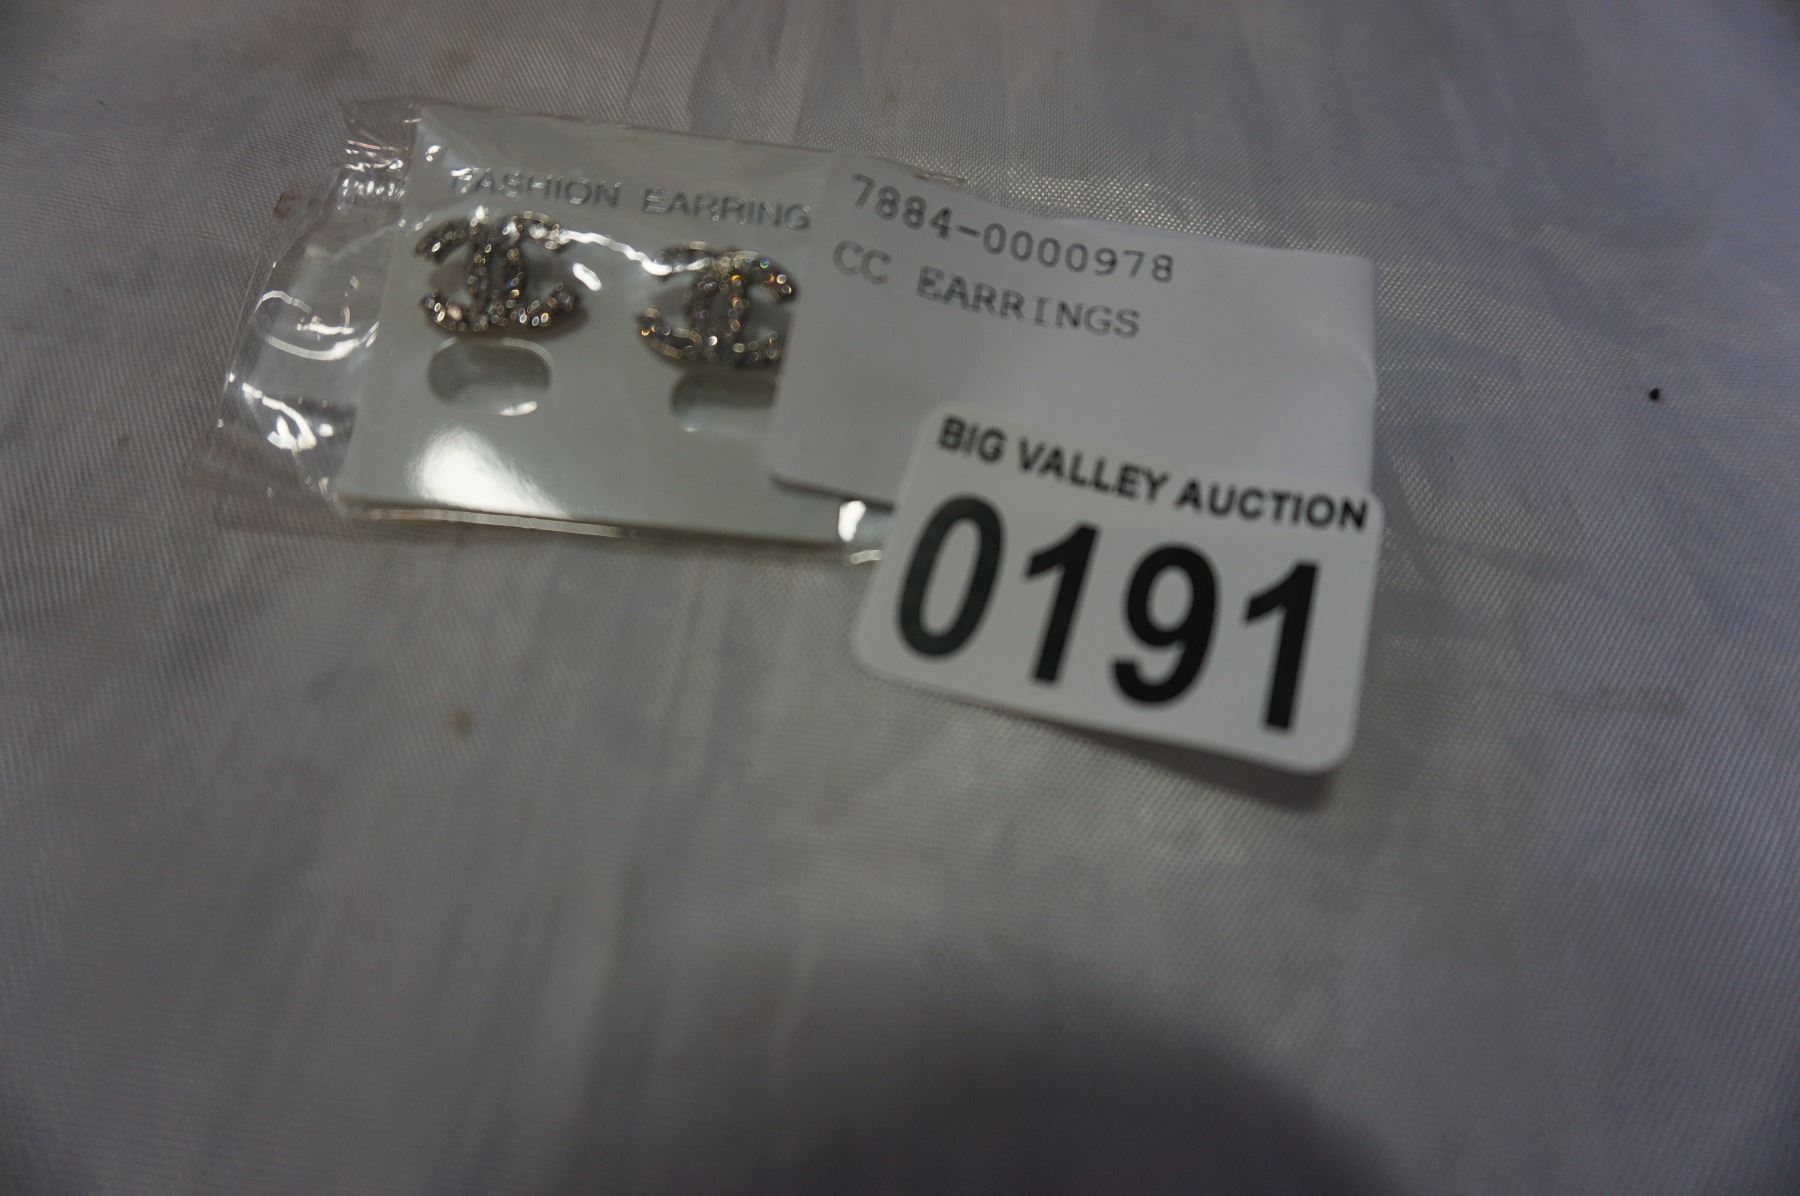 FASHION EARRING
7884-0000978
CC EARRINGS
BIG VALLEY AUCTION
0191